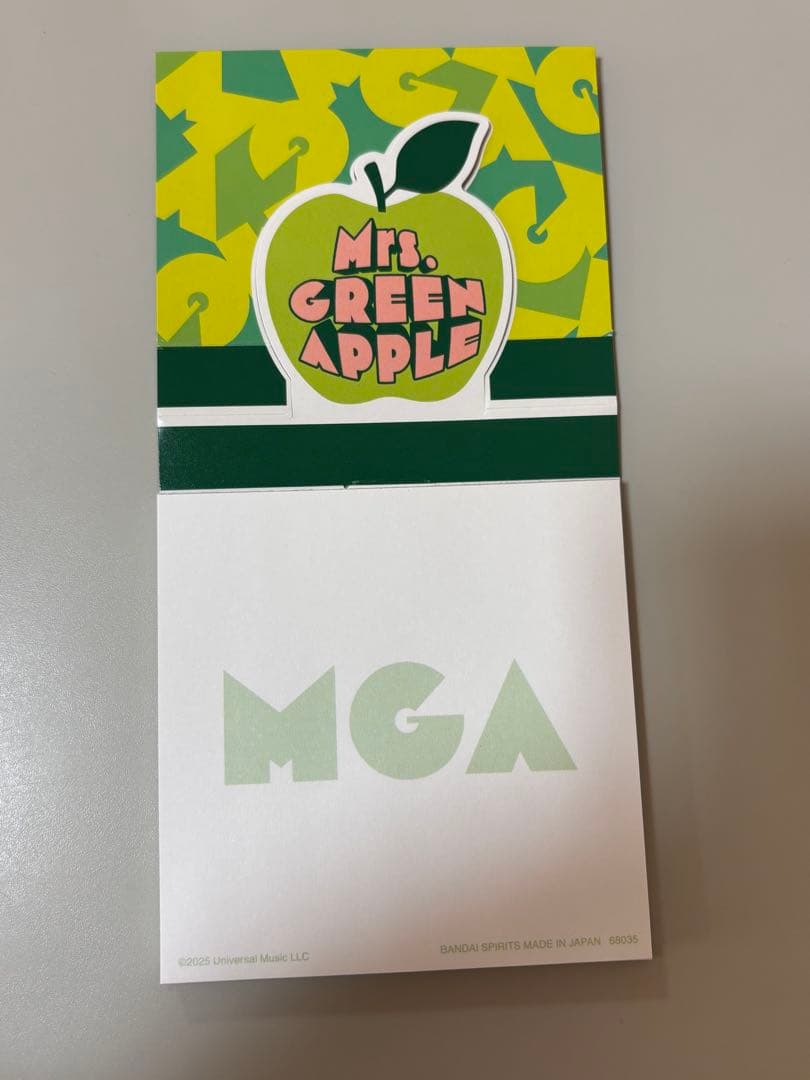 Mrs.
GREEN
APPLE
MGA
©2025 Universal Music LLC
BANDAI SPIRITS MADE IN JAPAN 68035